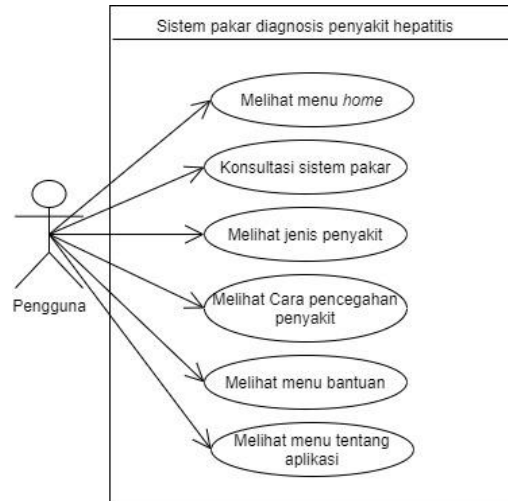 Sistem pakar diagnosis penyakit hepatitis
Melihat menu home
Konsultasi sistem pakar
Melihat jenis penyakit
Pengguna
Melihat Cara pencegahan
penyakit
Melihat menu bantuan
Melihat menu tentang
aplikasi